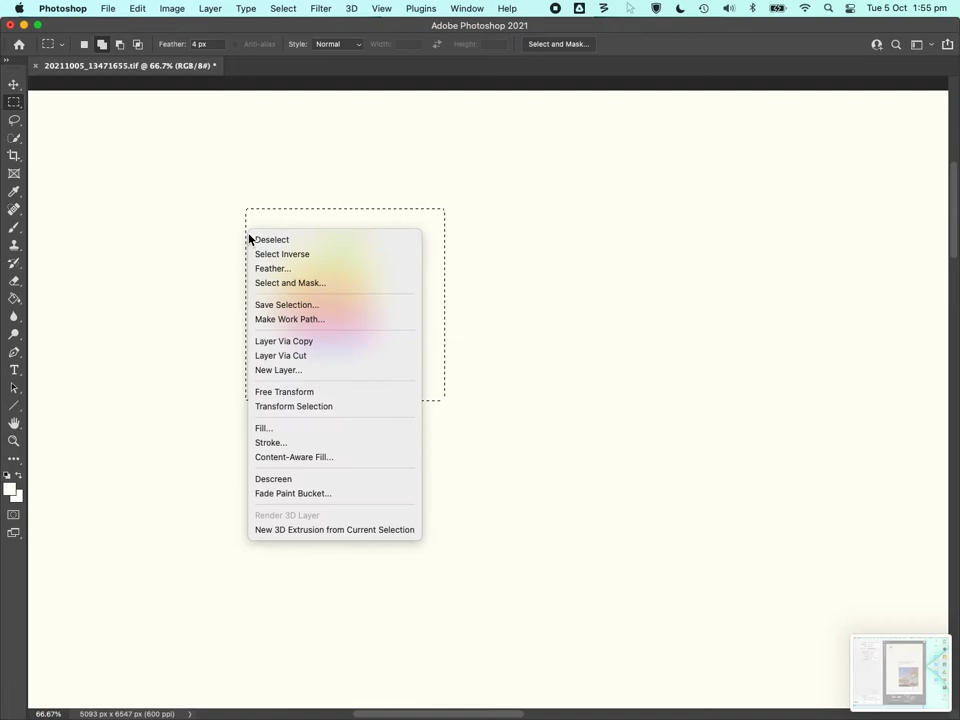 Photoshop File Edit Image Layer Type Select Filter 3D View Plugins Window Help Tue 5 Oct 1:55 pm
Adobe Photoshop 2021
Feather: 4 px Anti-alias Style: Normal Width: Height: Select and Mask...
20211005_13471655.tif @ 66.7% (RGB/8#) *
Deselect
Select Inverse
Feather...
Select and Mask...
Save Selection...
Make Work Path...
Layer Via Copy
Layer Via Cut
New Layer...
Free Transform
Transform Selection
Fill...
Stroke...
Content-Aware Fill...
Descreen
Fade Paint Bucket...
Render 3D Layer
New 3D Extrusion from Current Selection
66.67% 5093 px x 6547 px (600 ppi)